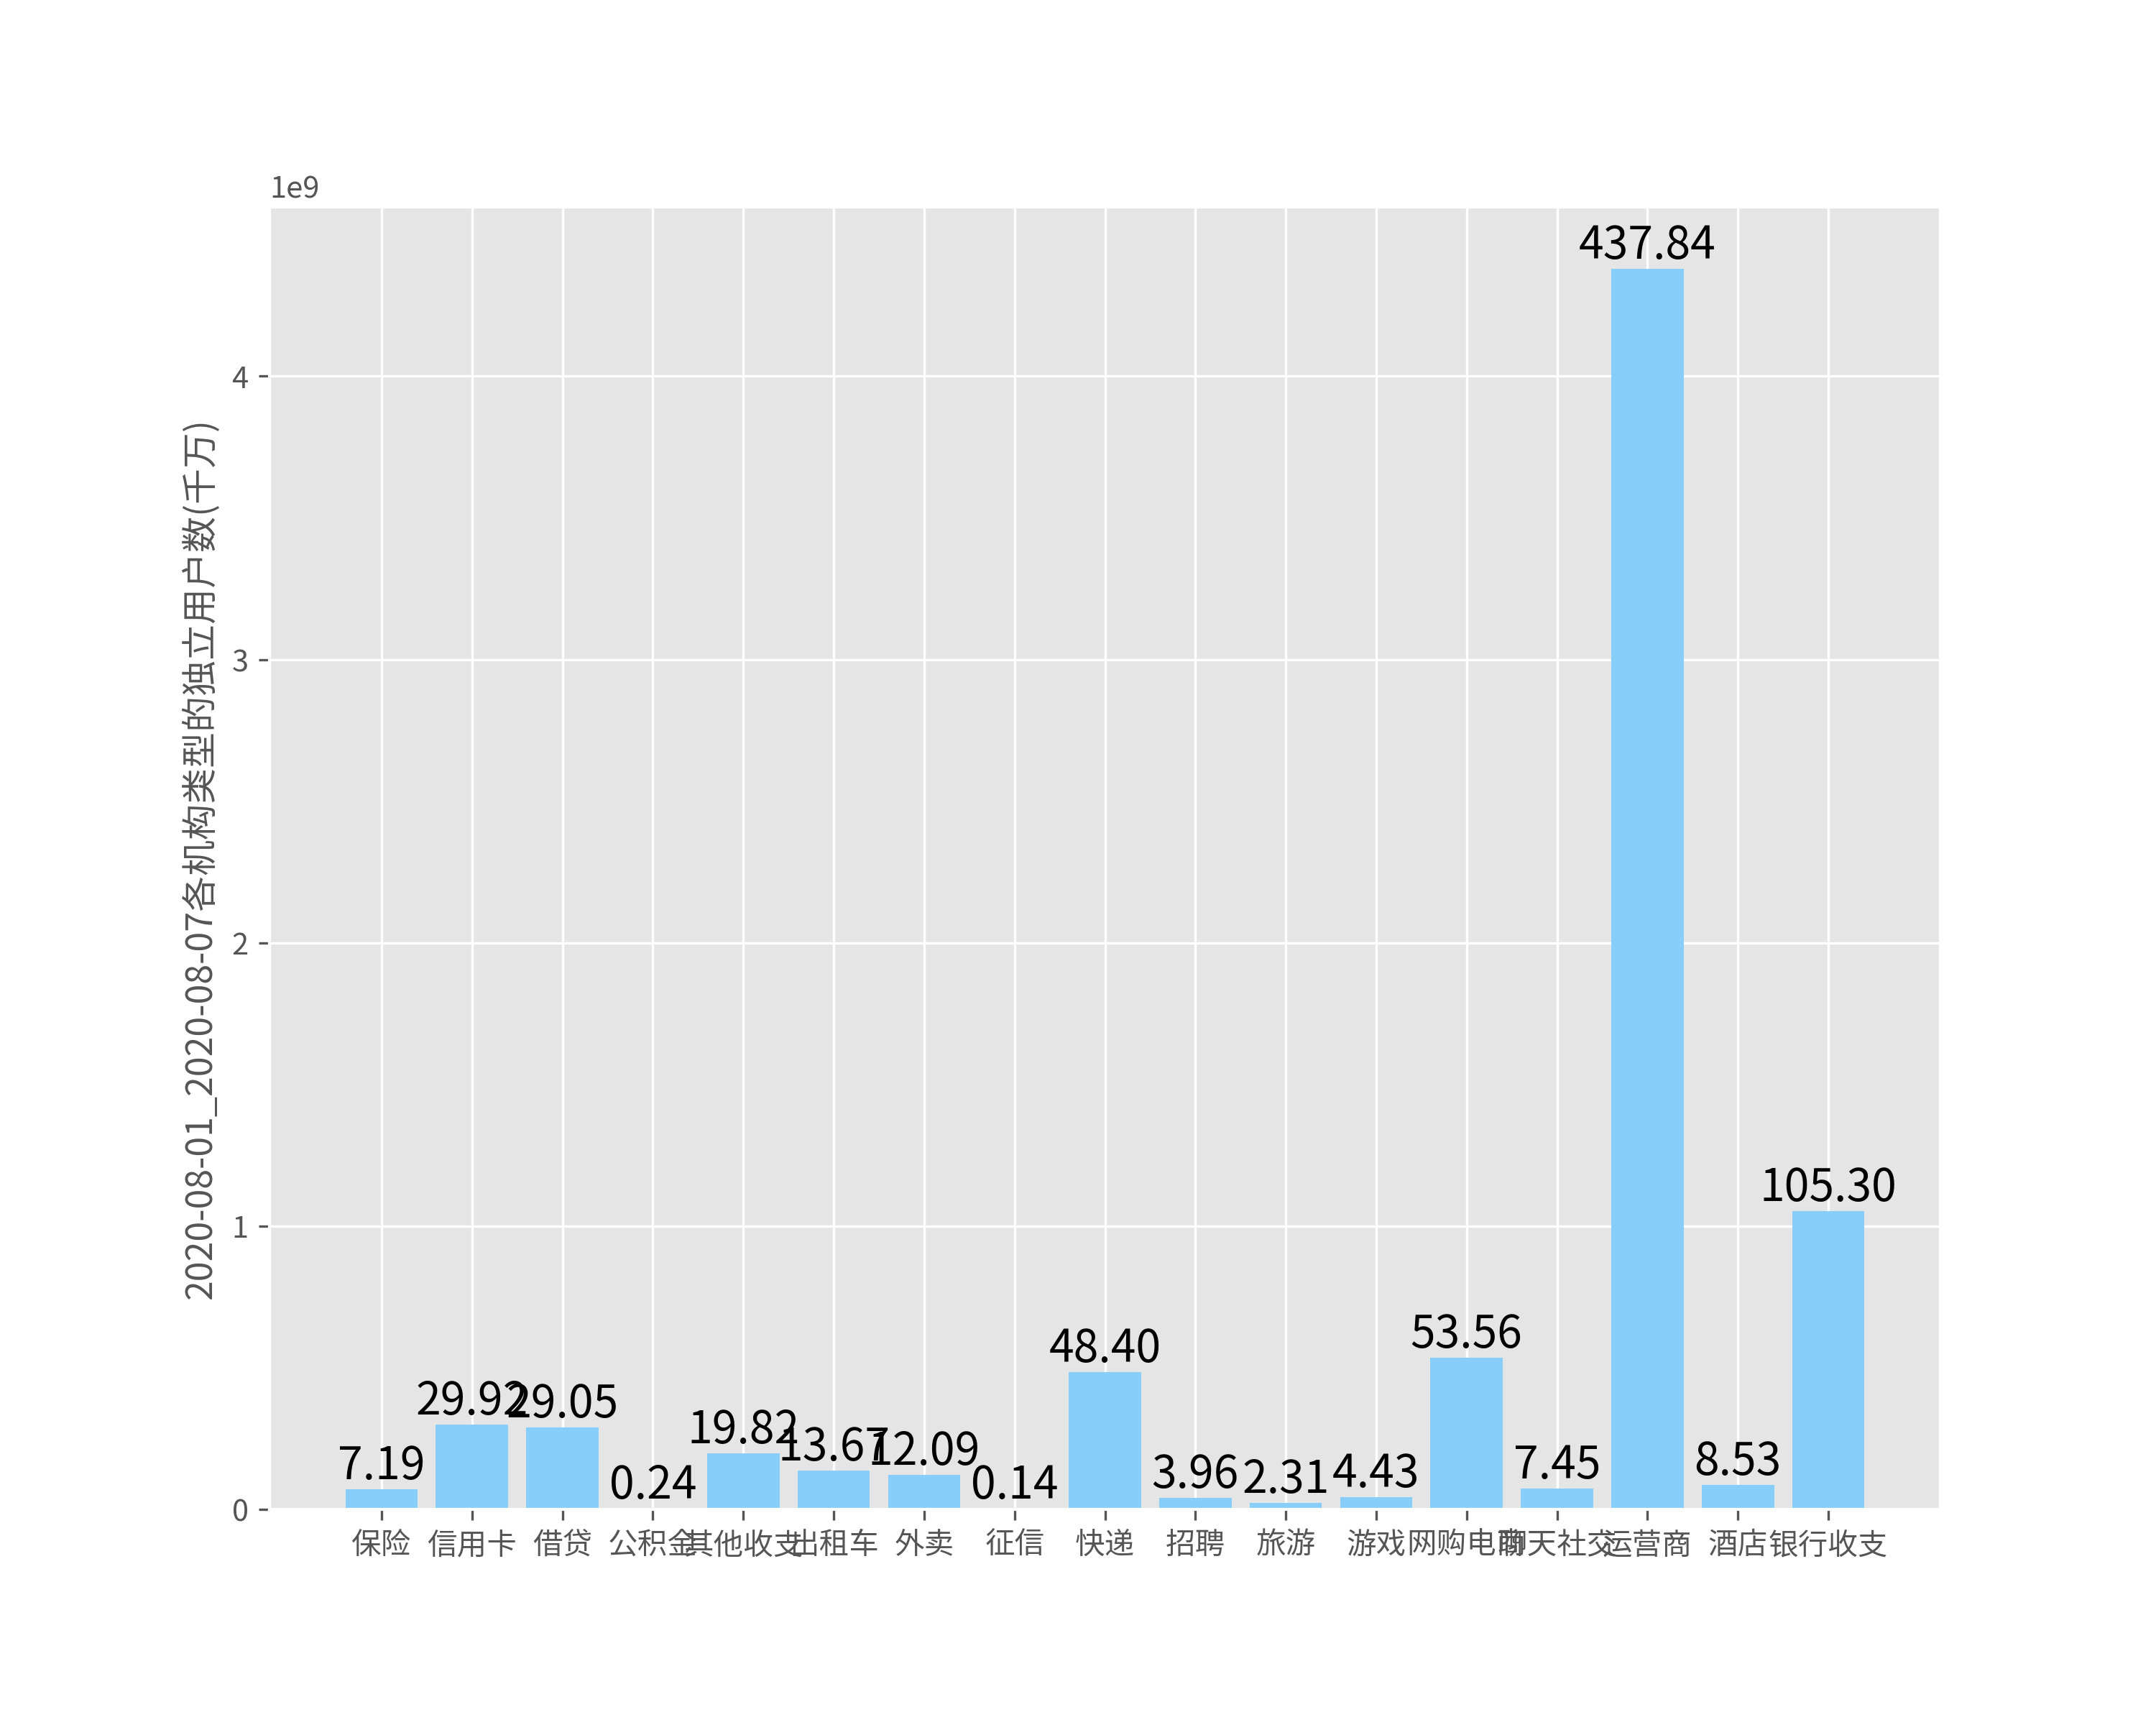 1e9
2020-08-01_2020-08-07各机构类型的独立用户数(千万)
4
3
2
1
0
437.84
105.30
53.56
48.40
29.92
29.05
19.82
13.67
12.09
7.19
0.24
0.14
3.96
2.31
4.43
7.45
8.53
保险
信用卡
借贷
公积金
其他收支
出租车
外卖
征信
快递
招聘
旅游
游戏
网购电商
聊天社交
运营商
酒店
银行收支